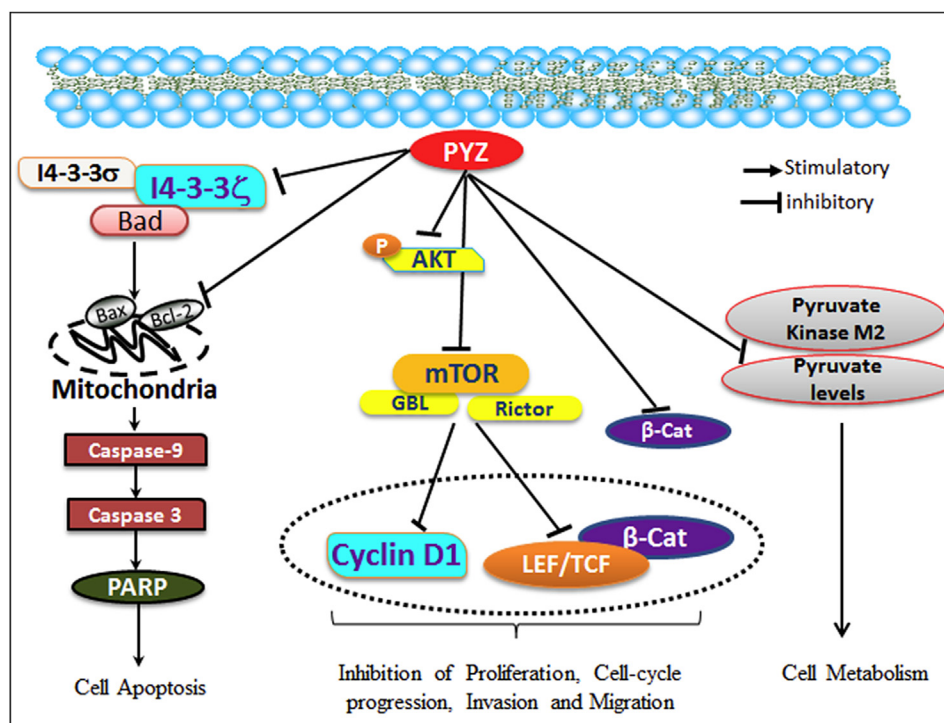 PYZ
Stimulatory
inhibitory
I4-3-3σ
I4-3-3ζ
Bad
P
AKT
Bax
Bcl-2
Mitochondria
Pyruvate
Kinase M2
Pyruvate
levels
mTOR
GBL
Rictor
β-Cat
Caspase-9
Caspase 3
PARP
Cyclin D1
β-Cat
LEF/TCF
Cell Apoptosis
Inhibition of Proliferation, Cell-cycle
progression, Invasion and Migration
Cell Metabolism